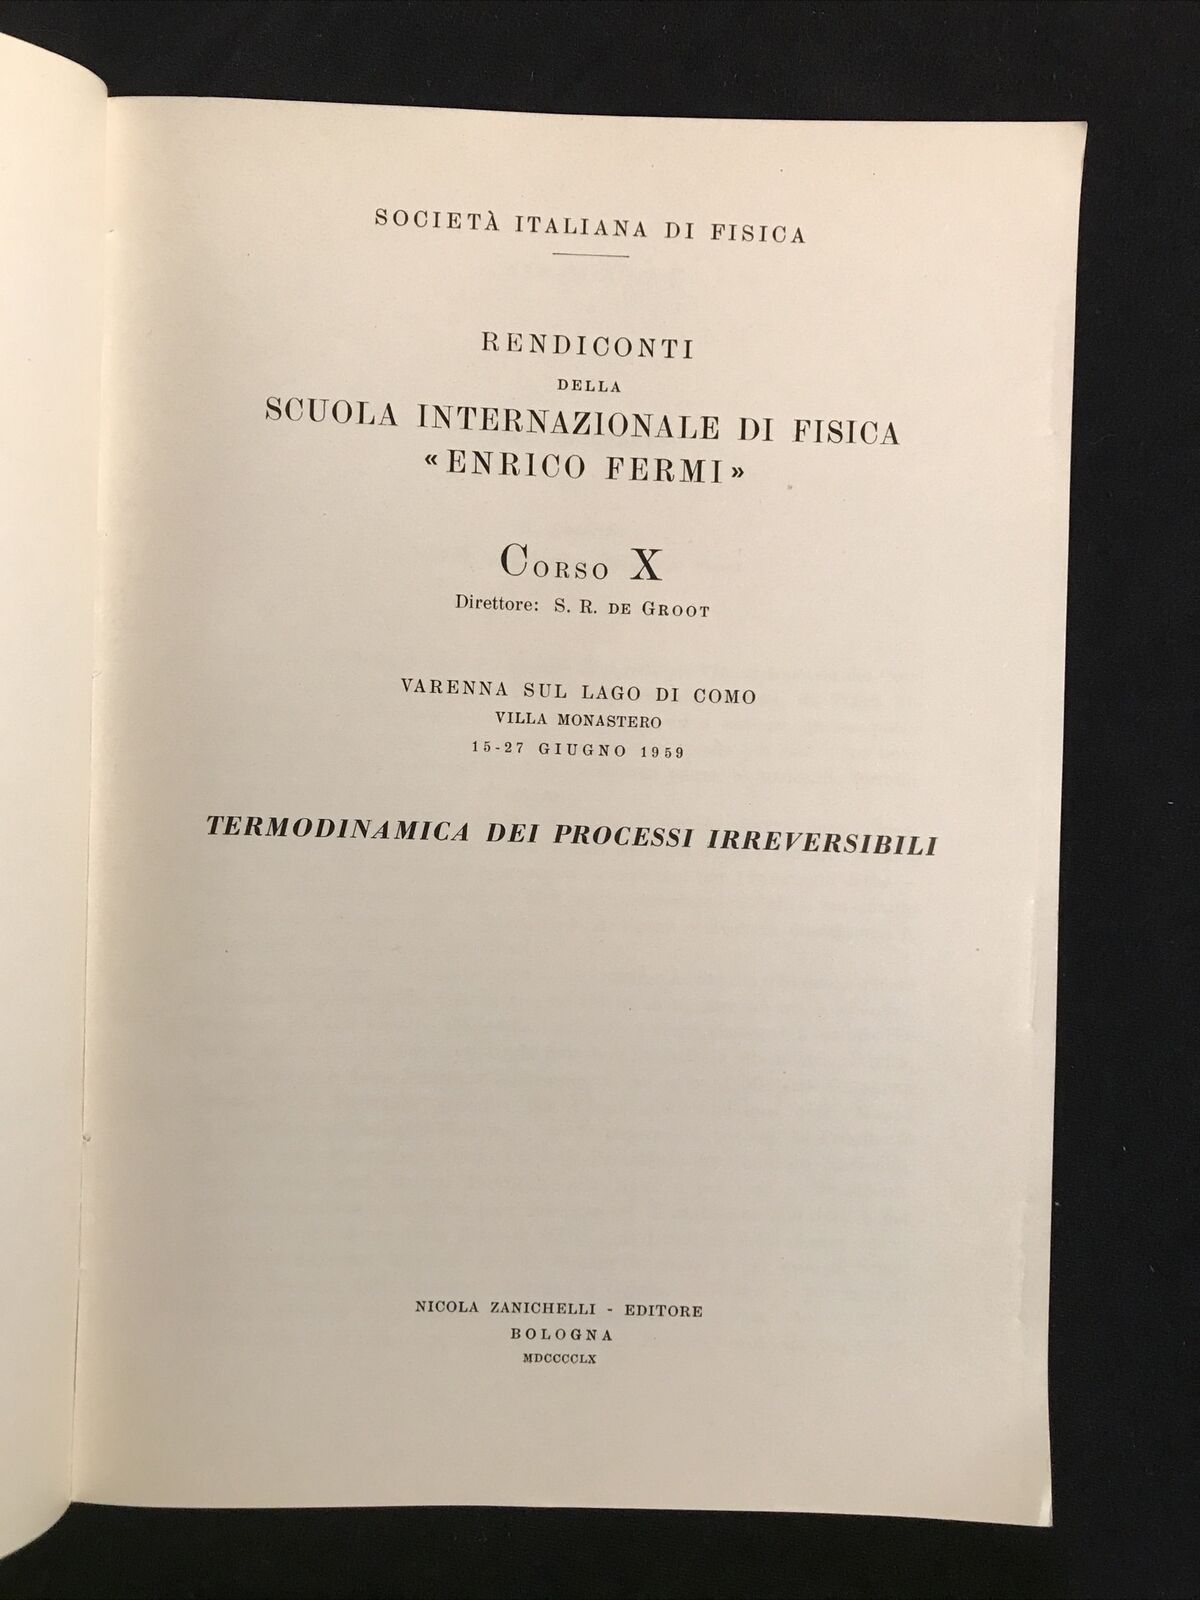 SOCIETÀ ITALIANA DI FISICA
RENDICONTI
DELLA
SCUOLA INTERNAZIONALE DI FISICA
«ENRICO FERMI»
CORSO X
Direttore: S. R. DE GROOT
VARENNA SUL LAGO DI COMO
VILLA MONASTERO
15-27 GIUGNO 1959
TERMODINAMICA DEI PROCESSI IRREVERSIBILI
NICOLA ZANICHELLI - EDITORE
BOLOGNA
MDCCCCLX